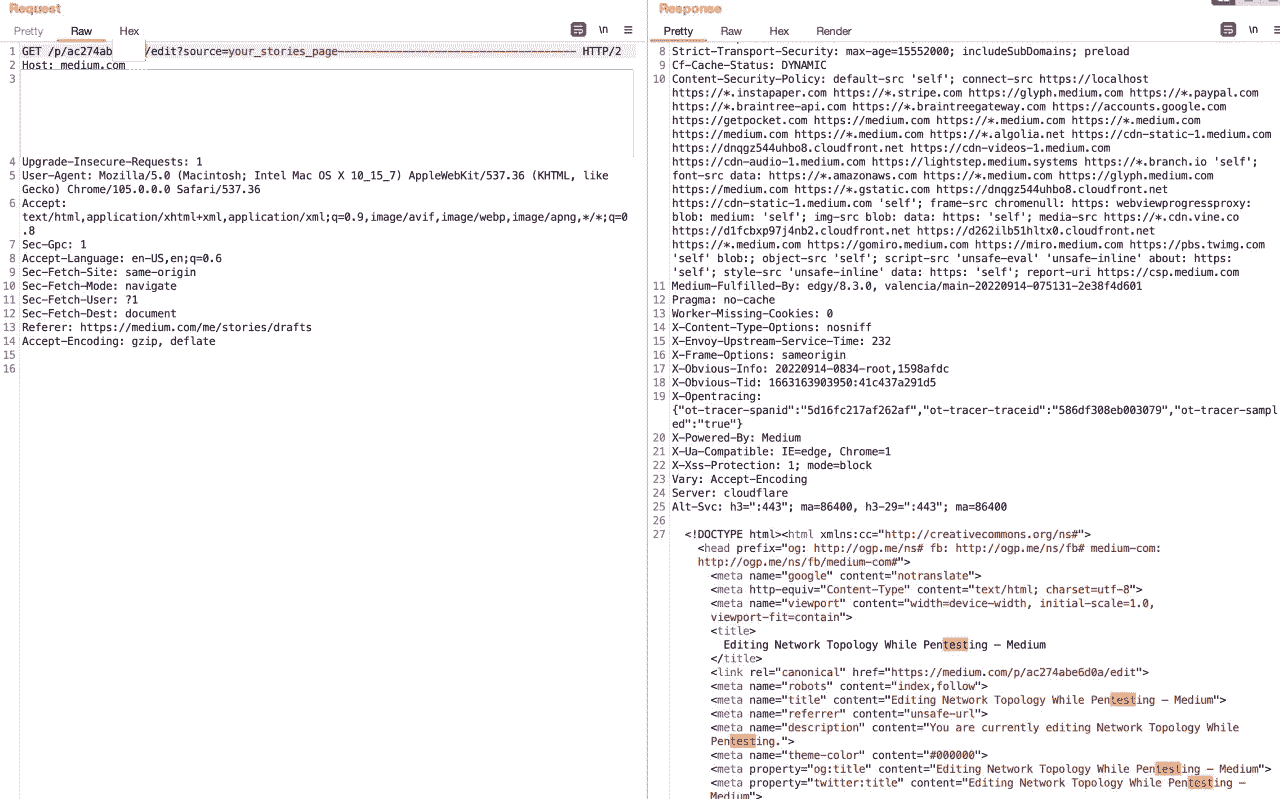 Request
Pretty Raw Hex \n
1 GET /p/ac274ab /edit?source=your_stories_page HTTP/2
2 Host: medium.com
3
4 Upgrade-Insecure-Requests: 1
5 User-Agent: Mozilla/5.0 (Macintosh; Intel Mac OS X 10_15_7) AppleWebKit/537.36 (KHTML, like
Gecko) Chrome/105.0.0.0 Safari/537.36
6 Accept:
text/html,application/xhtml+xml,application/xml;q=0.9,image/avif,image/webp,image/apng,*/*;q=0
.8
7 Sec-Gpc: 1
8 Accept-Language: en-US,en;q=0.6
9 Sec-Fetch-Site: same-origin
10 Sec-Fetch-Mode: navigate
11 Sec-Fetch-User: ?1
12 Sec-Fetch-Dest: document
13 Referer: https://medium.com/me/stories/drafts
14 Accept-Encoding: gzip, deflate
15
16
Response
Pretty Raw Hex Render \n
8 Strict-Transport-Security: max-age=15552000; includeSubDomains; preload
9 Cf-Cache-Status: DYNAMIC
10 Content-Security-Policy: default-src 'self'; connect-src https://localhost
https://*.instapaper.com https://*.stripe.com https://glyph.medium.com https://*.paypal.com
https://*.braintree-api.com https://*.braintreegateway.com https://accounts.google.com
https://getpocket.com https://medium.com https://*.medium.com https://*.medium.com
https://medium.com https://*.medium.com https://*.algolia.net https://cdn-static-1.medium.com
https://dnqgz544uhbo8.cloudfront.net https://cdn-videos-1.medium.com
https://cdn-audio-1.medium.com https://lightstep.medium.systems https://*.branch.io 'self';
font-src data: https://*.amazonaws.com https://*.medium.com https://glyph.medium.com
https://medium.com https://*.gstatic.com https://dnqgz544uhbo8.cloudfront.net
https://cdn-static-1.medium.com 'self'; frame-src chromenull: https: webviewprogressproxy:
blob: medium: 'self'; img-src blob: data: https: 'self'; media-src https://*.cdn.vine.co
https://d1fcbxp97j4nb2.cloudfront.net https://d262ilb51hltx0.cloudfront.net
https://*.medium.com https://gomiro.medium.com https://miro.medium.com https://pbs.twimg.com
'self' blob:; object-src 'self'; script-src 'unsafe-eval' 'unsafe-inline' about: https:
'self'; style-src 'unsafe-inline' data: https: 'self'; report-uri https://csp.medium.com
11 Medium-Fulfilled-By: edgy/8.3.0, valencia/main-20220914-075131-2e38f4d601
12 Pragma: no-cache
13 Worker-Missing-Cookies: 0
14 X-Content-Type-Options: nosniff
15 X-Envoy-Upstream-Service-Time: 232
16 X-Frame-Options: sameorigin
17 X-Obvious-Info: 20220914-0834-root,1598afdc
18 X-Obvious-Tid: 1663163903950:41c437a291d5
19 X-Opentracing:
{"ot-tracer-spanid":"5d16fc217af262af","ot-tracer-traceid":"586df308eb003079","ot-tracer-sampl
ed":"true"}
20 X-Powered-By: Medium
21 X-Ua-Compatible: IE=edge, Chrome=1
22 X-Xss-Protection: 1; mode=block
23 Vary: Accept-Encoding
24 Server: cloudflare
25 Alt-Svc: h3=":443"; ma=86400, h3-29=":443"; ma=86400
26
27 <!DOCTYPE html><html xmlns:cc="http://creativecommons.org/ns#">
<head prefix="og: http://ogp.me/ns# fb: http://ogp.me/ns/fb# medium-com:
http://ogp.me/ns/fb/medium-com#">
<meta name="google" content="notranslate">
<meta http-equiv="Content-Type" content="text/html; charset=utf-8">
<meta name="viewport" content="width=device-width, initial-scale=1.0,
viewport-fit=contain">
<title>
Editing Network Topology While Pentesting – Medium
</title>
<link rel="canonical" href="https://medium.com/p/ac274abe6d0a/edit">
<meta name="robots" content="index,follow">
<meta name="title" content="Editing Network Topology While Pentesting – Medium">
<meta name="referrer" content="unsafe-url">
<meta name="description" content="You are currently editing Network Topology While
Pentesting.">
<meta name="theme-color" content="#000000">
<meta property="og:title" content="Editing Network Topology While Pentesting – Medium">
<meta property="twitter:title" content="Editing Network Topology While Pentesting –
Medium">